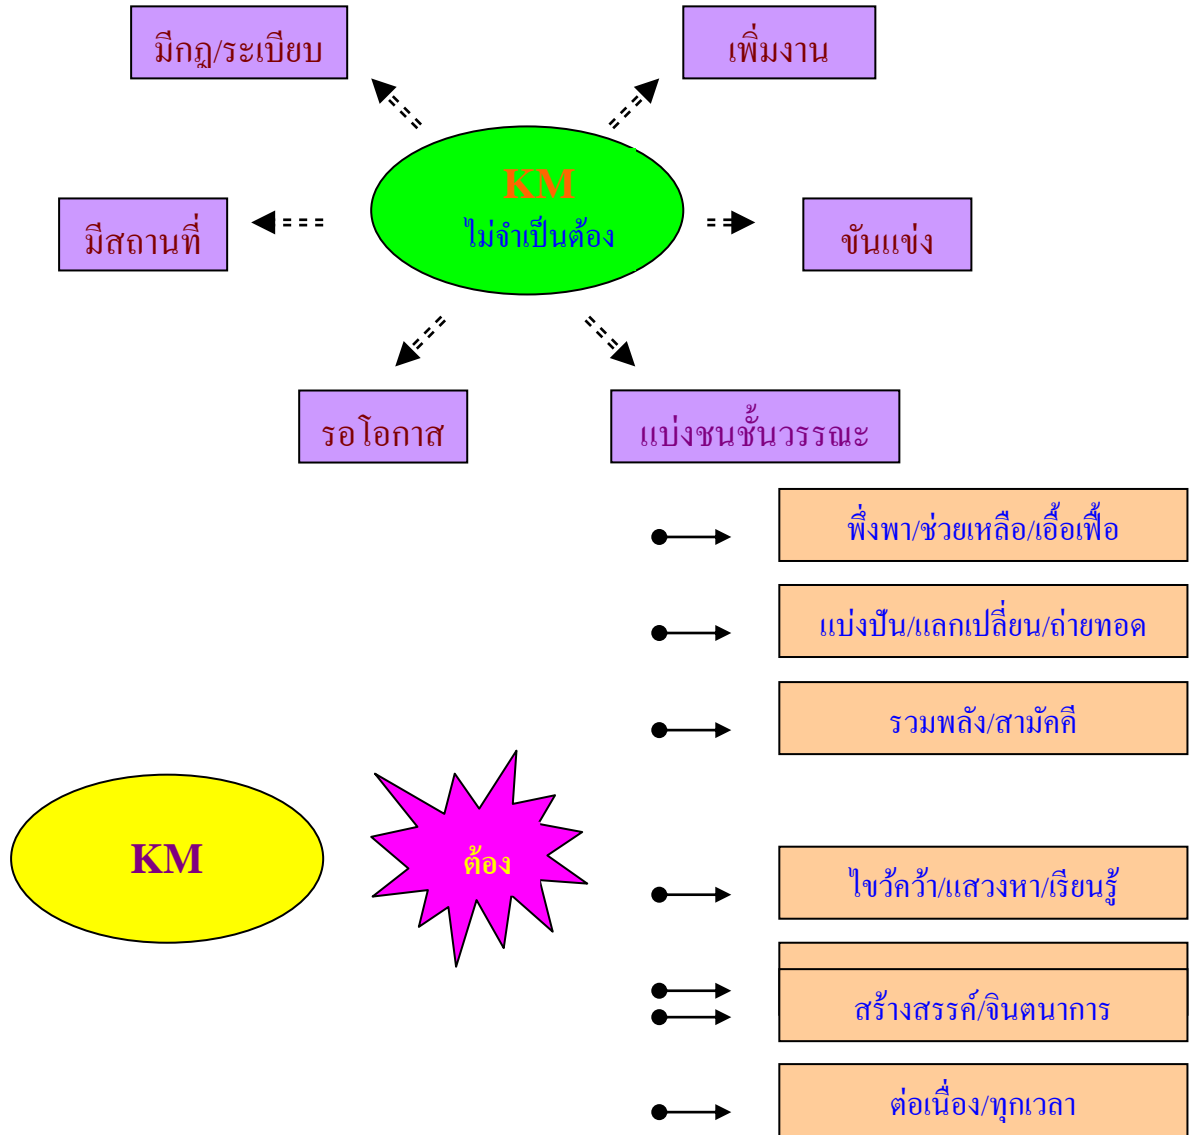 มีกฎ/ระเบียบ
เพิ่มงาน
KM
ไม่จำเป็นต้อง
มีสถานที่
ขันแข่ง
รอโอกาส
แบ่งชนชั้นวรรณะ
พึ่งพา/ช่วยเหลือ/เอื้อเฟื้อ
แบ่งปัน/แลกเปลี่ยน/ถ่ายทอด
รวมพลัง/สามัคคี
KM
ต้อง
ไขว้คว้า/แสวงหา/เรียนรู้
สร้างสรรค์/จินตนาการ
ต่อเนื่อง/ทุกเวลา